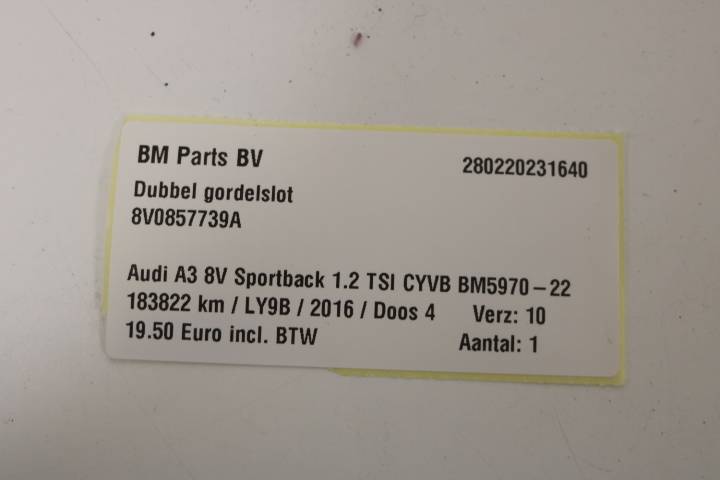 BM Parts BV 280220231640
Dubbel gordelslot
8V0857739A
Audi A3 8V Sportback 1.2 TSI CYVB BM5970-22
183822 km / LY9B / 2016 / Doos 4 Verz: 10
19.50 Euro incl. BTW Aantal: 1